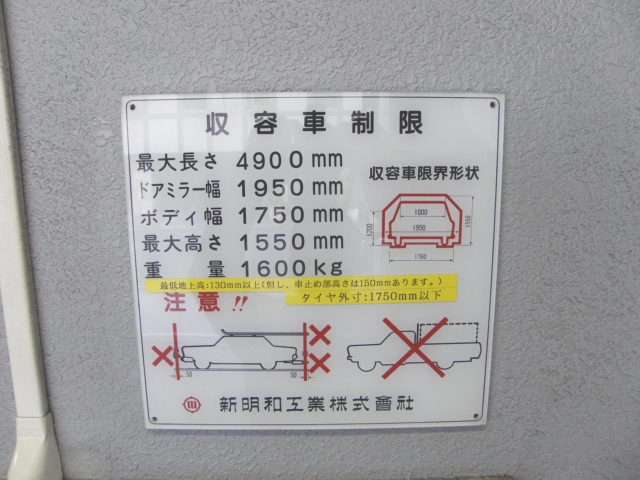 収容車制限
最大長さ 4900mm
ドアミラー幅 1950mm
ボディ幅 1750mm
最大高さ 1550mm
重量 1600kg
収容車限界形状
1000
1950
1200
1550
1760
最低地上高:130mm以上(但し、車止め部高さは150mmあります。)
タイヤ外寸:1750mm以下
注意!!
50
50
新明和工業株式會社